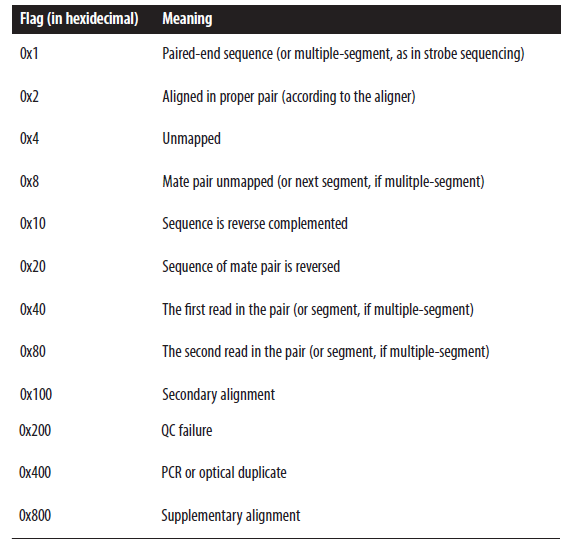 Flag (in hexidecimal) Meaning
0x1 Paired-end sequence (or multiple-segment, as in strobe sequencing)
0x2 Aligned in proper pair (according to the aligner)
0x4 Unmapped
0x8 Mate pair unmapped (or next segment, if mulitple-segment)
0x10 Sequence is reverse complemented
0x20 Sequence of mate pair is reversed
0x40 The first read in the pair (or segment, if multiple-segment)
0x80 The second read in the pair (or segment, if multiple-segment)
0x100 Secondary alignment
0x200 QC failure
0x400 PCR or optical duplicate
0x800 Supplementary alignment